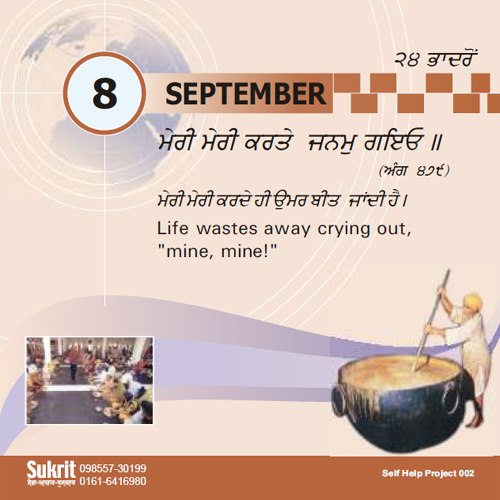 ੨੪ ਭਾਦਰੋਂ
8 SEPTEMBER
ਮੇਰੀ ਮੇਰੀ ਕਰਤੇ ਜਨਮੁ ਗਇਓ ॥
(ਅੰਗ ੪੭੯)
ਮੇਰੀ ਮੇਰੀ ਕਰਦੇ ਹੀ ਉਮਰ ਬੀਤ ਜਾਂਦੀ ਹੈ ।
Life wastes away crying out,
"mine, mine!"
Sukrit 098557-30199
0161-6416980
Self Help Project 002